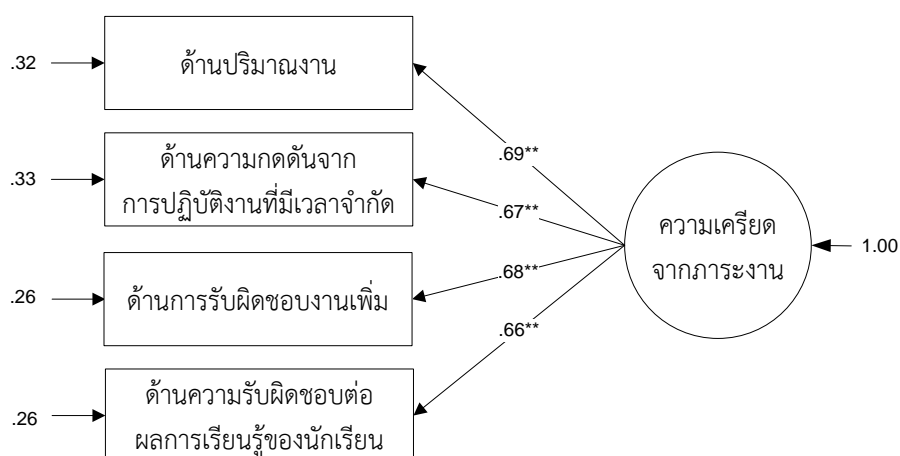 .32
ด้านปริมาณงาน
.33
ด้านความกดดันจาก
การปฏิบัติงานที่มีเวลาจำกัด
.26
ด้านการรับผิดชอบงานเพิ่ม
.26
ด้านความรับผิดชอบต่อ
ผลการเรียนรู้ของนักเรียน
.69**
.67**
.68**
.66**
ความเครียด
จากภาระงาน
1.00